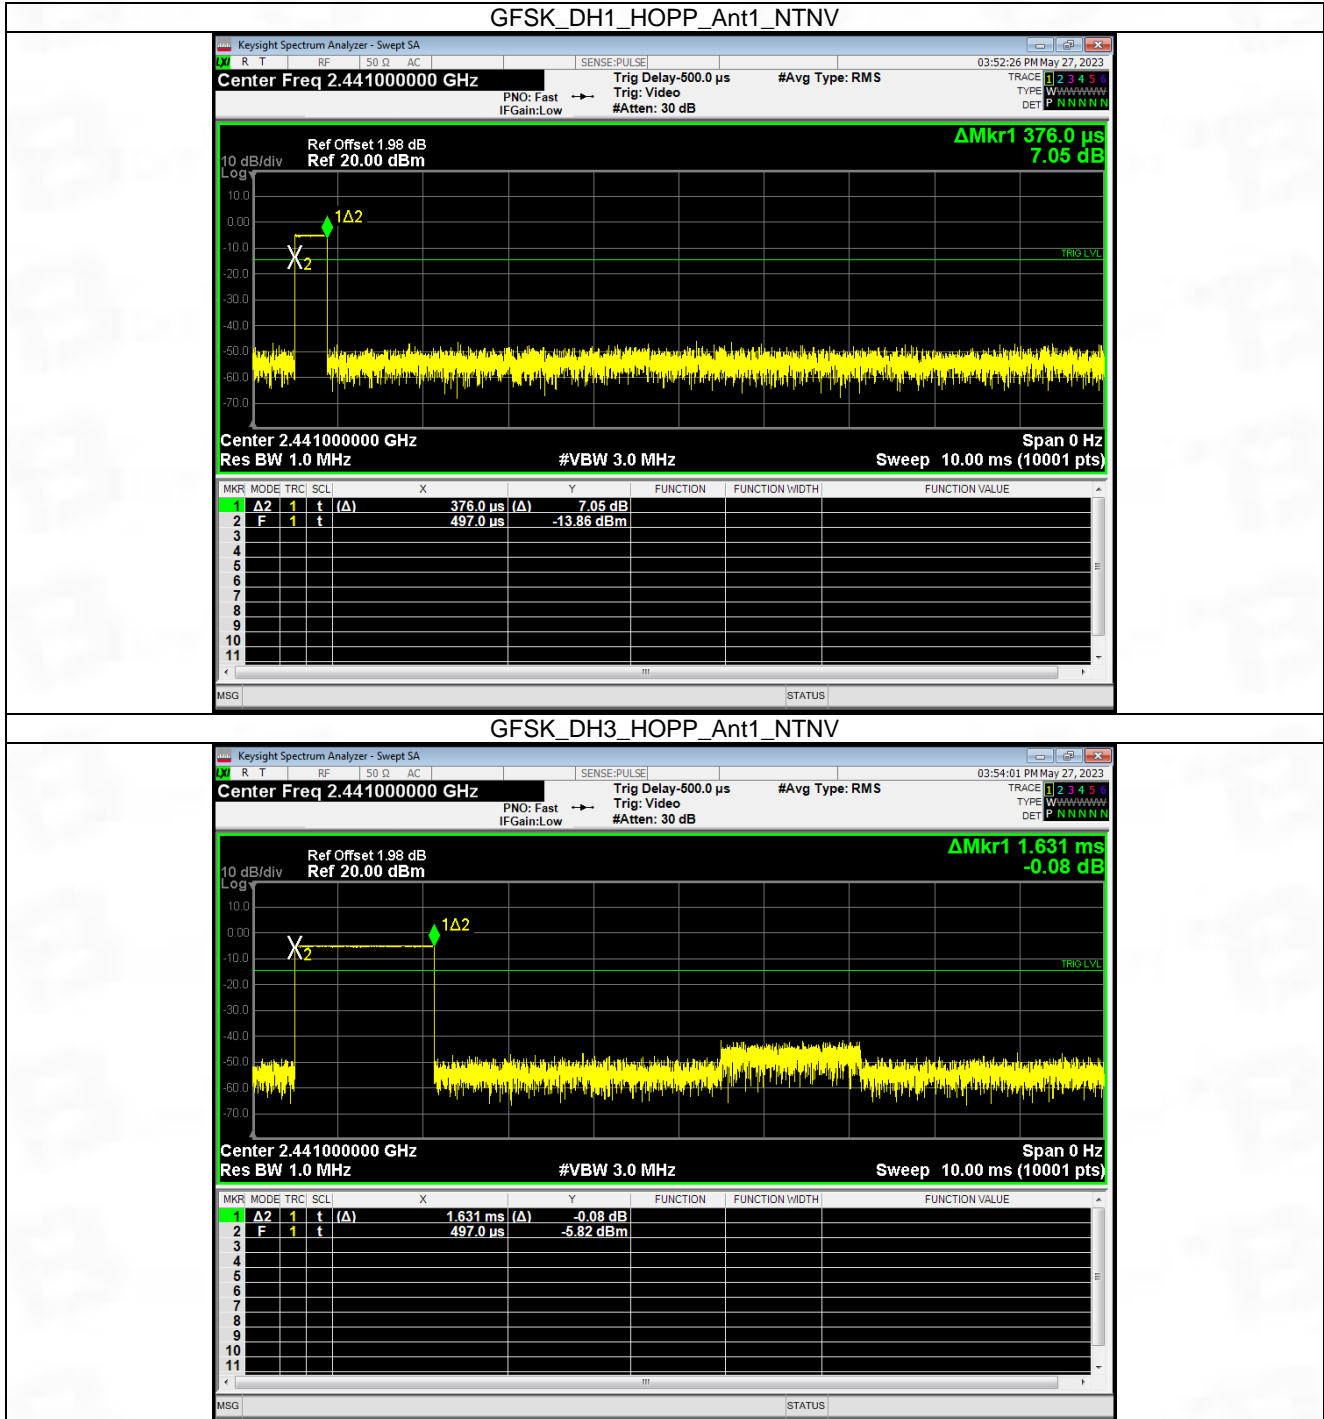 GFSK_DH1_HOPP_Ant1_NTNV
Keysight Spectrum Analyzer - Swept SA
LXI R T RF 50 Ω AC SENSE:PULSE 03:52:26 PM May 27, 2023
Center Freq 2.441000000 GHz Trig Delay-500.0 µs #Avg Type: RMS TRACE 1 2 3 4 5 6
PNO: Fast Trig: Video TYPE WWWWWW
IFGain:Low #Atten: 30 dB DET P N N N N N
ΔMkr1 376.0 µs
7.05 dB
Ref Offset 1.98 dB
10 dB/div Ref 20.00 dBm
Log
10.0
0.00
-10.0
-20.0
-30.0
-40.0
-50.0
-60.0
-70.0
1Δ2
2
TRIG LVL
Center 2.441000000 GHz Span 0 Hz
Res BW 1.0 MHz #VBW 3.0 MHz Sweep 10.00 ms (10001 pts)
MKR MODE TRC SCL X Y FUNCTION FUNCTION WIDTH FUNCTION VALUE
1 Δ2 1 t (Δ) 376.0 µs (Δ) 7.05 dB
2 F 1 t 497.0 µs -13.86 dBm
3
4
5
6
7
8
9
10
11
MSG STATUS
GFSK_DH3_HOPP_Ant1_NTNV
Keysight Spectrum Analyzer - Swept SA
LXI R T RF 50 Ω AC SENSE:PULSE 03:54:01 PM May 27, 2023
Center Freq 2.441000000 GHz Trig Delay-500.0 µs #Avg Type: RMS TRACE 1 2 3 4 5 6
PNO: Fast Trig: Video TYPE WWWWWW
IFGain:Low #Atten: 30 dB DET P N N N N N
ΔMkr1 1.631 ms
-0.08 dB
Ref Offset 1.98 dB
10 dB/div Ref 20.00 dBm
Log
10.0
0.00
-10.0
-20.0
-30.0
-40.0
-50.0
-60.0
-70.0
1Δ2
2
TRIG LVL
Center 2.441000000 GHz Span 0 Hz
Res BW 1.0 MHz #VBW 3.0 MHz Sweep 10.00 ms (10001 pts)
MKR MODE TRC SCL X Y FUNCTION FUNCTION WIDTH FUNCTION VALUE
1 Δ2 1 t (Δ) 1.631 ms (Δ) -0.08 dB
2 F 1 t 497.0 µs -5.82 dBm
3
4
5
6
7
8
9
10
11
MSG STATUS